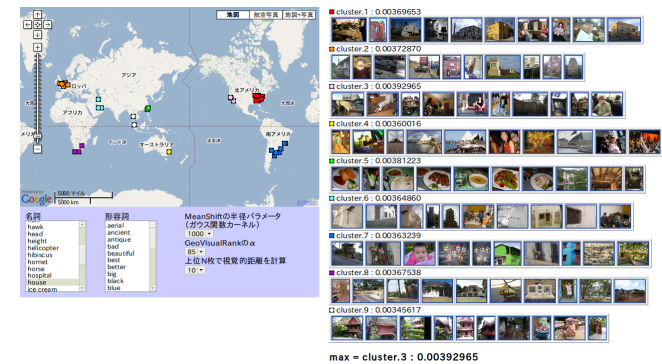 地図
航空写真
地図+写真
ヨーロッパ
アジア
アフリカ
インド洋
オーストラリア
北アメリカ
南アメリカ
大西洋
POWERED BY
Google
5000 マイル
5000 km
名詞
hawk
head
height
helicopter
hibiscus
hornet
horse
hospital
house
ice cream
形容詞
aerial
ancient
antique
bad
beautiful
best
better
big
black
blue
MeanShiftの半径パラメータ
(ガウス関数カーネル)
1000
GeoVisualRankのα
85
上位N枚で視覚的距離を計算
10
cluster.1 : 0.00369653
cluster.2 : 0.00372870
cluster.3 : 0.00392965
cluster.4 : 0.00360016
cluster.5 : 0.00381223
cluster.6 : 0.00364860
cluster.7 : 0.00363239
cluster.8 : 0.00367538
cluster.9 : 0.00345617
max = cluster.3 : 0.00392965